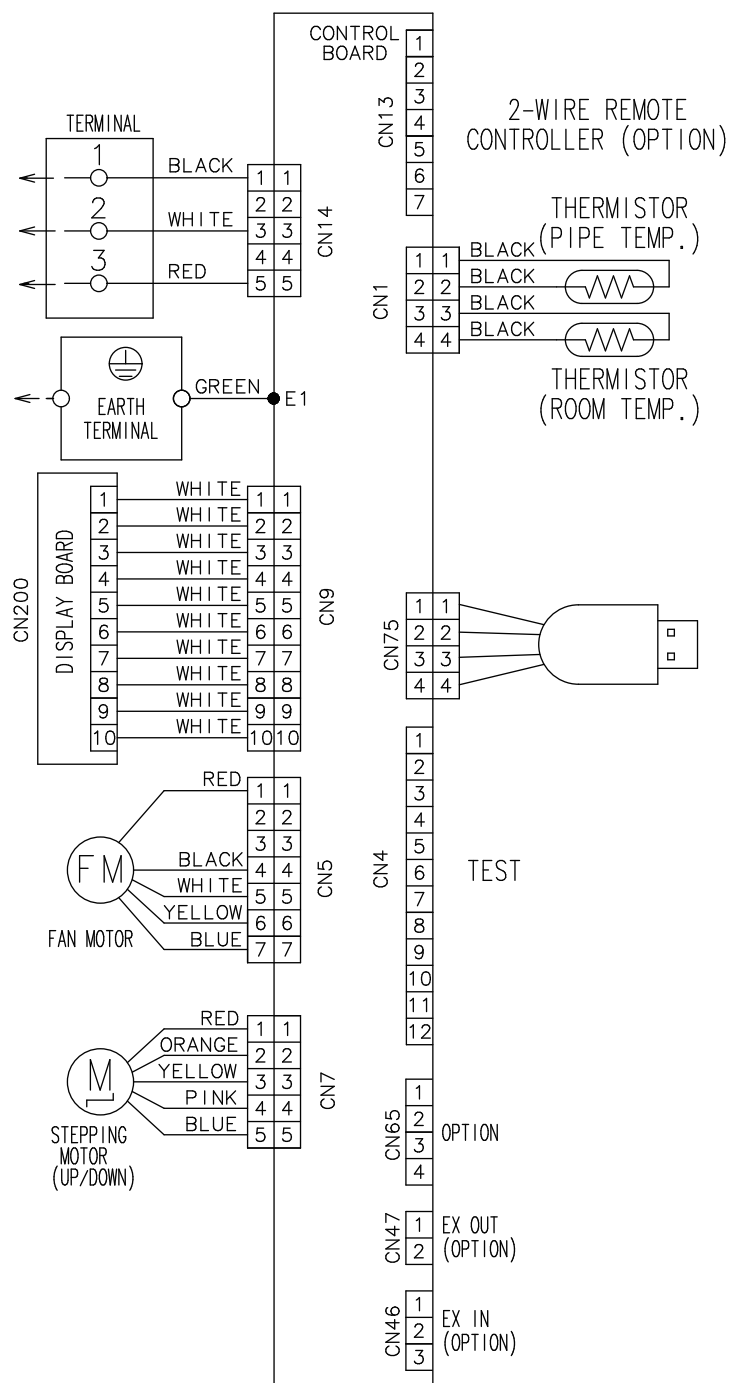 CONTROL
BOARD
CN13
1
2
3
4
5
6
7
2-WIRE REMOTE
CONTROLLER (OPTION)
TERMINAL
1
2
3
BLACK
WHITE
RED
1 1
2 2
3 3
4 4
5 5
CN14
THERMISTOR
(PIPE TEMP.)
CN1
1 1
2 2
3 3
4 4
BLACK
BLACK
BLACK
BLACK
THERMISTOR
(ROOM TEMP.)
EARTH
TERMINAL
GREEN
E1
CN200
DISPLAY BOARD
1
2
3
4
5
6
7
8
9
10
WHITE
WHITE
WHITE
WHITE
WHITE
WHITE
WHITE
WHITE
WHITE
WHITE
1 1
2 2
3 3
4 4
5 5
6 6
7 7
8 8
9 9
10 10
CN9
CN75
1 1
2 2
3 3
4 4
FM
FAN MOTOR
RED
BLACK
WHITE
YELLOW
BLUE
1 1
2 2
3 3
4 4
5 5
6 6
7 7
CN5
CN4
1
2
3
4
5
6
7
8
9
10
11
12
TEST
M
STEPPING
MOTOR
(UP/DOWN)
RED
ORANGE
YELLOW
PINK
BLUE
1 1
2 2
3 3
4 4
5 5
CN7
CN65
1
2
3
4
OPTION
CN47
1
2
EX OUT
(OPTION)
CN46
1
2
3
EX IN
(OPTION)